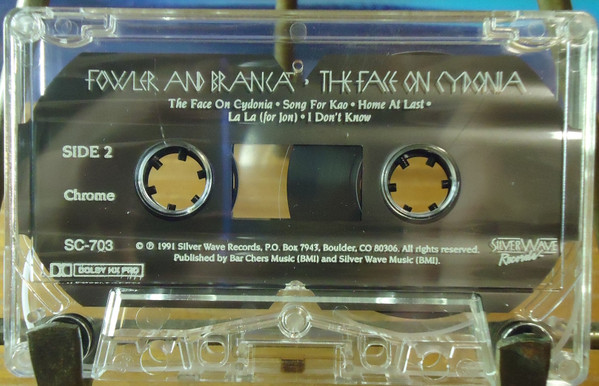 FOWLER AND BRANCA • THE FACE ON CYDONIA
The Face On Cydonia • Song For Kao • Home At Last •
La La (for Jon) • I Don't Know
SIDE 2
Chrome
SC-703
© ℗ 1991 Silver Wave Records, P.O. Box 7943, Boulder, CO 80306. All rights reserved.
Published by Bar Chers Music (BMI) and Silver Wave Music (BMI).
SILVER WAVE
Records
DOLBY HX PRO